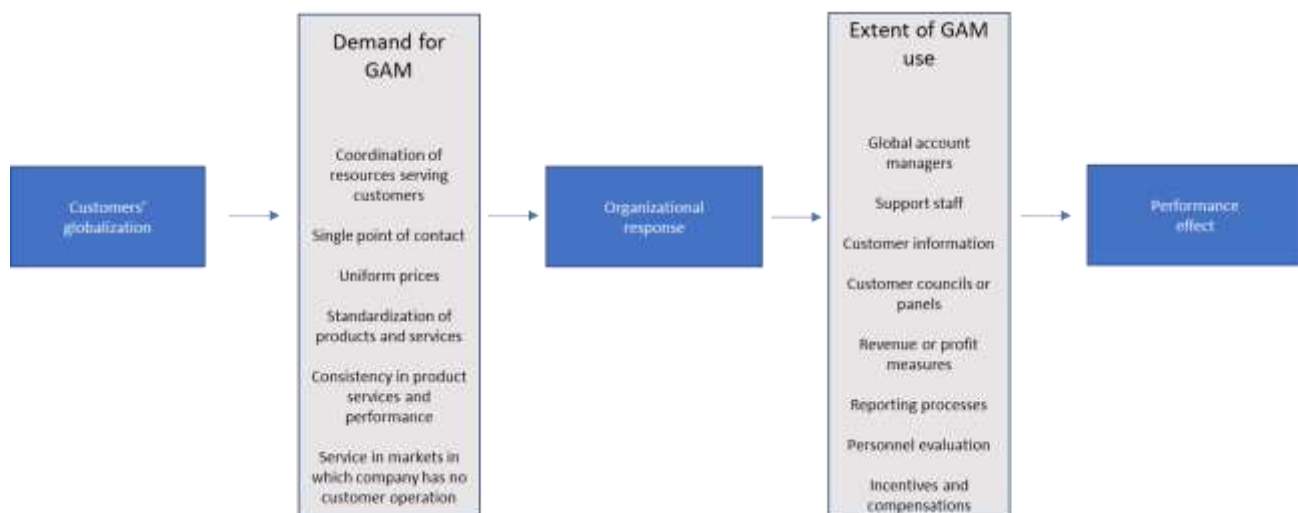 Customers'
globalization
Demand for
GAM
Coordination of
resources serving
customers
Single point of contact
Uniform prices
Standardization of
products and services
Consistency in product
services and
performance
Service in markets in
which company has no
customer operation
Organizational
response
Extent of GAM
use
Global account
managers
Support staff
Customer information
Customer councils or
panels
Revenue or profit
measures
Reporting processes
Personnel evaluation
Incentives and
compensations
Performance
effect